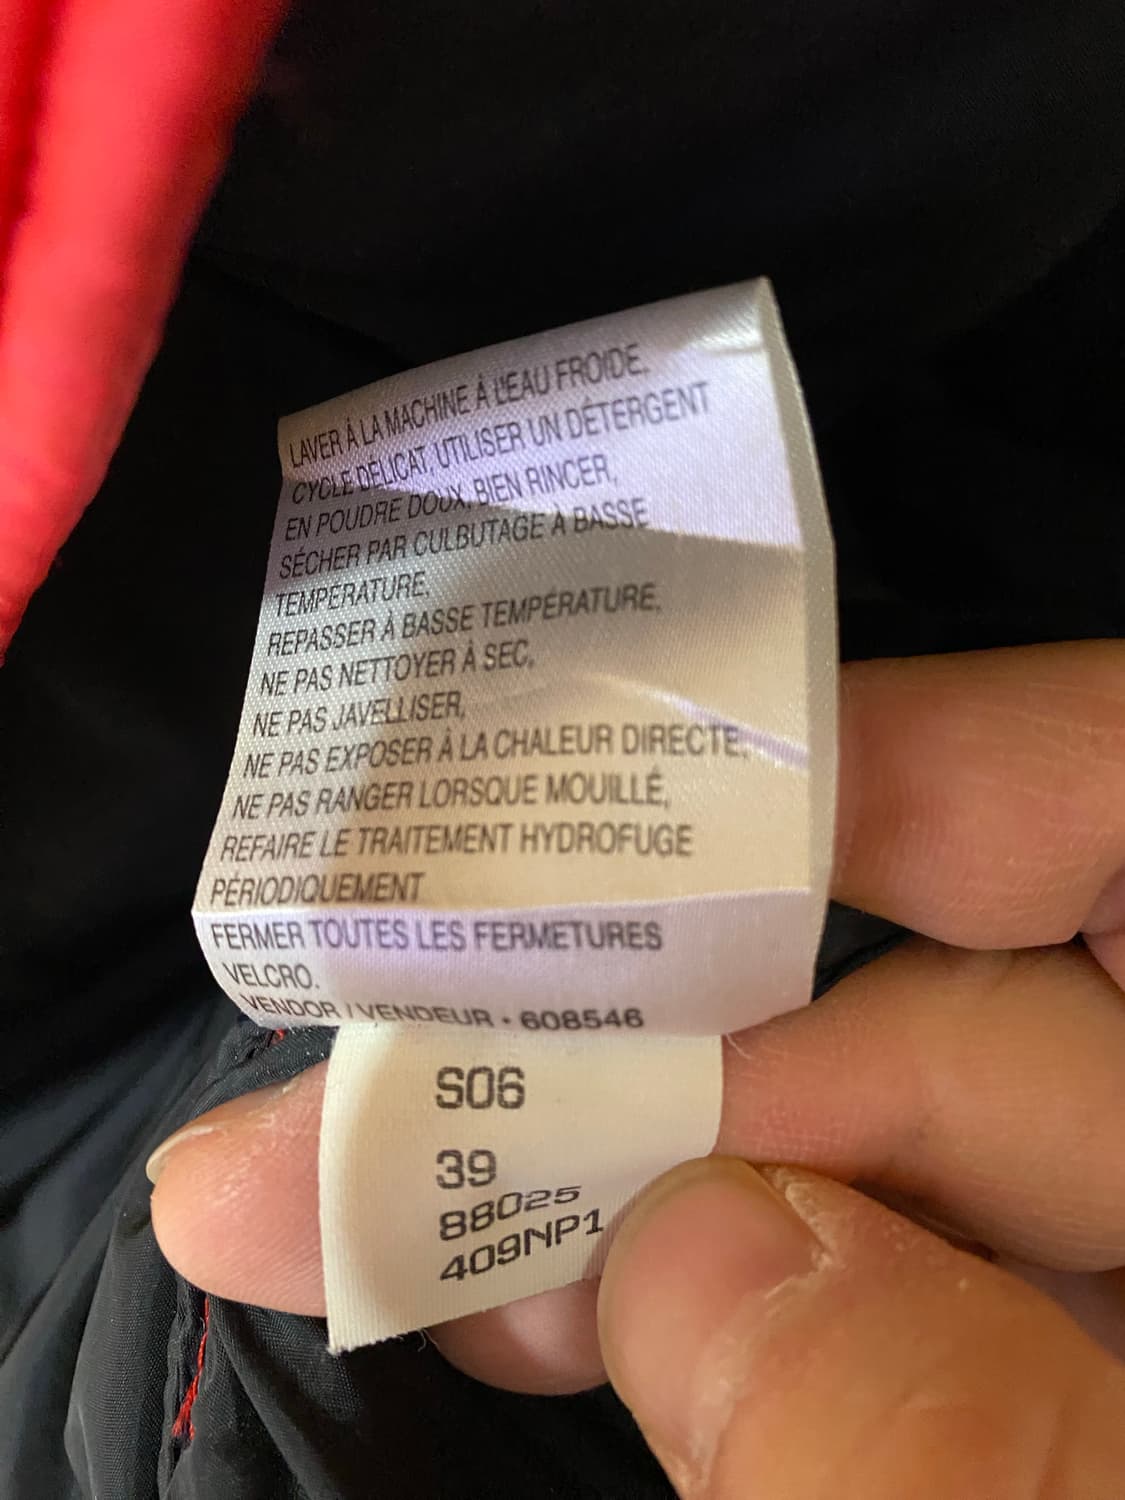 LAVER À LA MACHINE À L'EAU FROIDE,
CYCLE DÉLICAT, UTILISER UN DÉTERGENT
EN POUDRE DOUX, BIEN RINCER,
SÉCHER PAR CULBUTAGE À BASSE
TEMPÉRATURE,
REPASSER À BASSE TEMPÉRATURE,
NE PAS NETTOYER À SEC,
NE PAS JAVELLISER,
NE PAS EXPOSER À LA CHALEUR DIRECTE,
NE PAS RANGER LORSQUE MOUILLÉ,
REFAIRE LE TRAITEMENT HYDROFUGE
PÉRIODIQUEMENT
FERMER TOUTES LES FERMETURES
VELCRO.
VENDOR / VENDEUR • 608546
S06
39
88025
409NP1